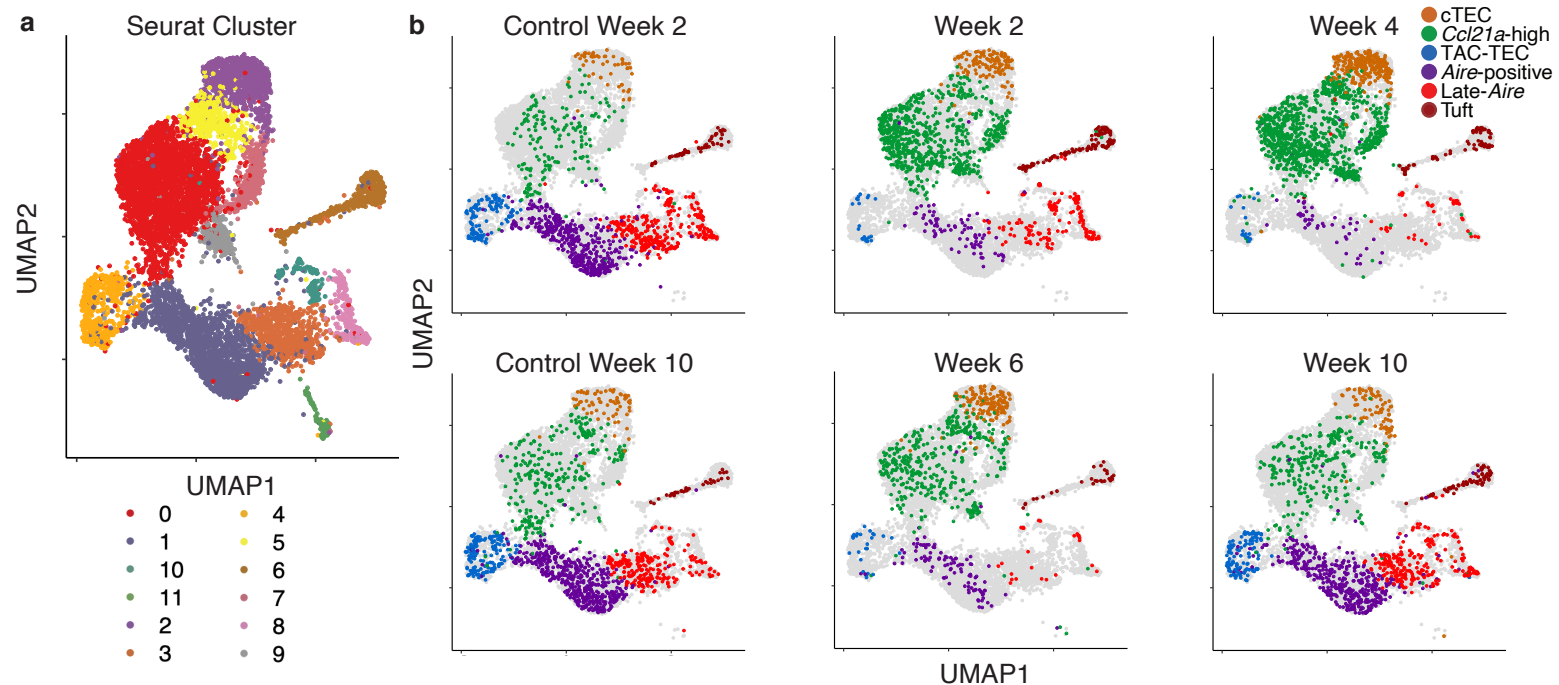 a
Seurat Cluster
UMAP2
UMAP1
0
1
10
11
2
3
4
5
6
7
8
9
b
Control Week 2
Week 2
Week 4
cTEC
Ccl21a-high
TAC-TEC
Aire-positive
Late-Aire
Tuft
UMAP2
Control Week 10
Week 6
Week 10
UMAP1